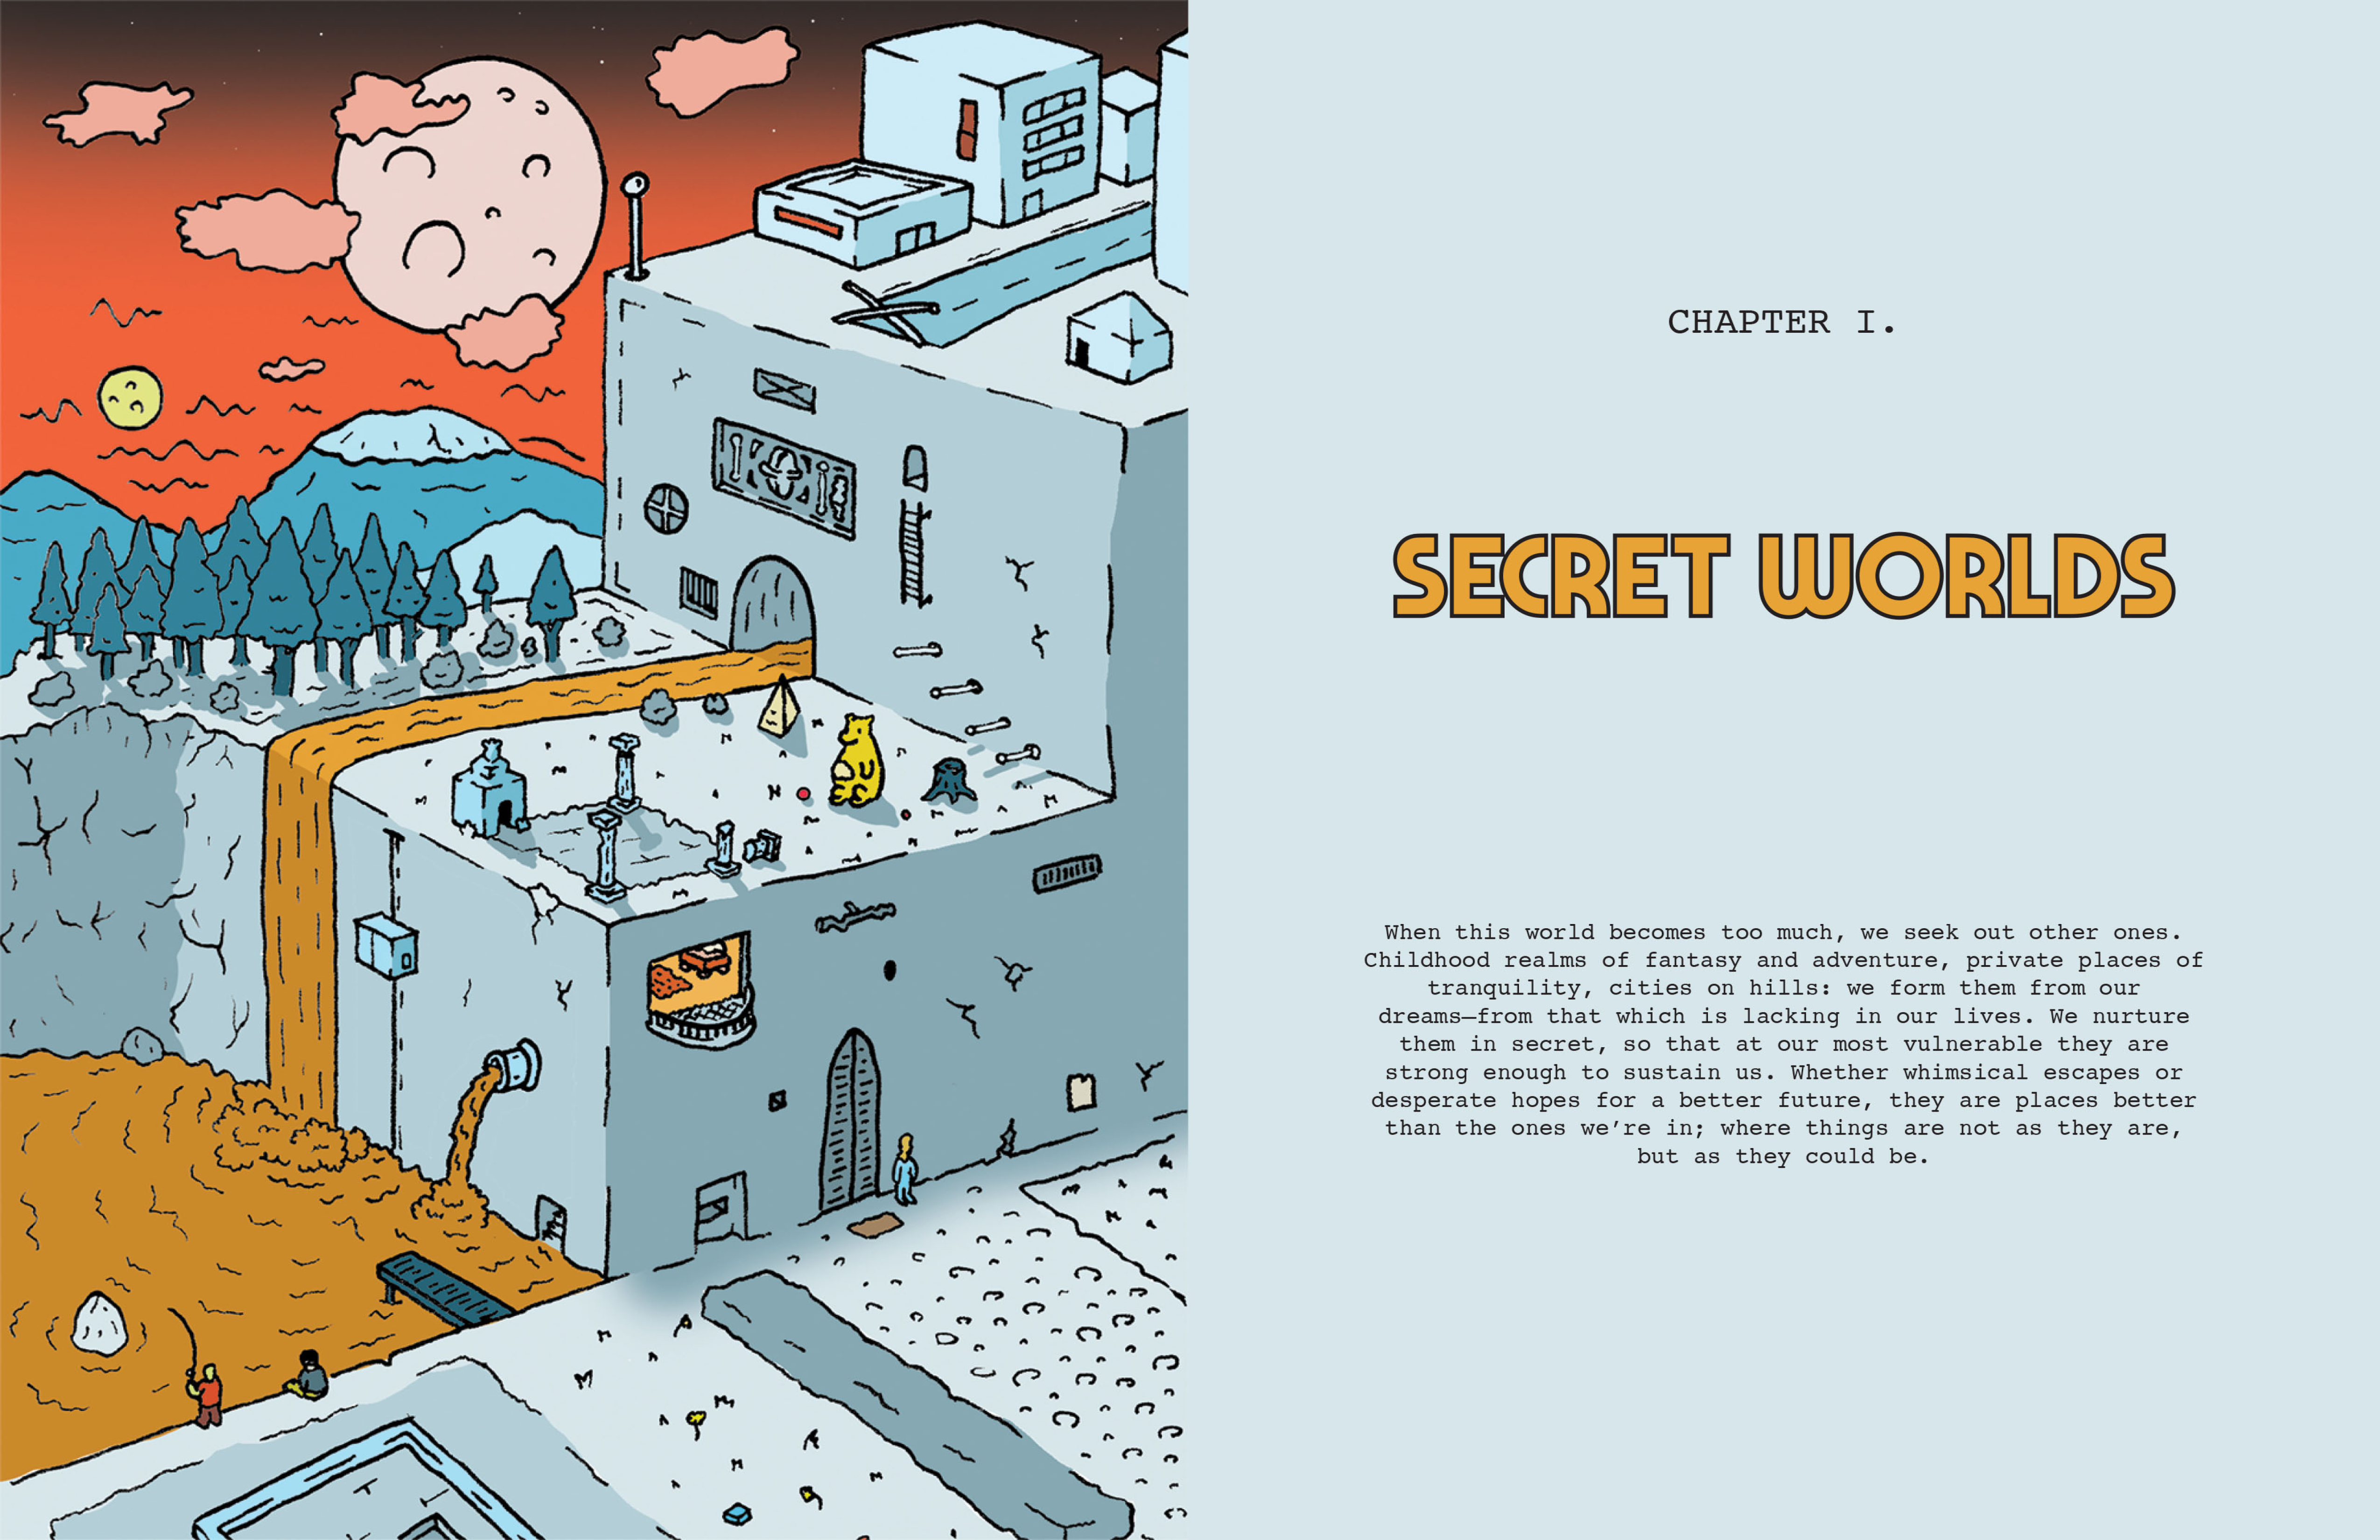 CHAPTER I.
SECRET WORLDS
When this world becomes too much, we seek out other ones.
Childhood realms of fantasy and adventure, private places of
tranquility, cities on hills: we form them from our
dreams—from that which is lacking in our lives. We nurture
them in secret, so that at our most vulnerable they are
strong enough to sustain us. Whether whimsical escapes or
desperate hopes for a better future, they are places better
than the ones we’re in; where things are not as they are,
but as they could be.